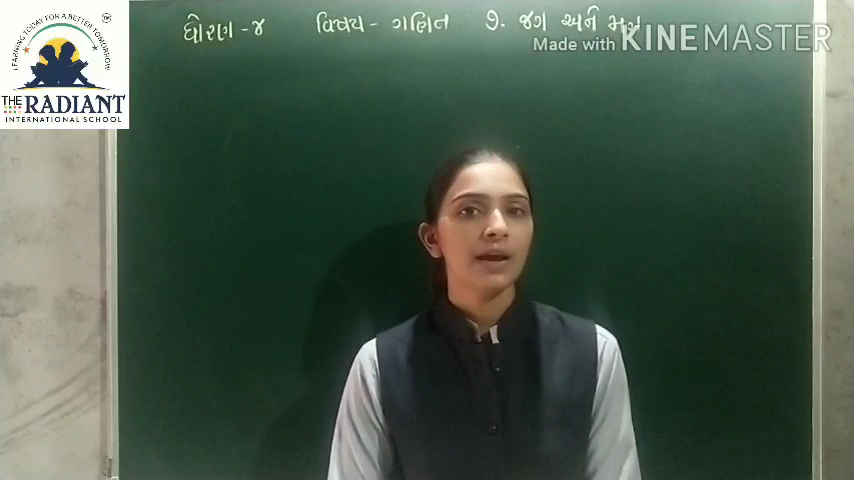 ધોરણ - ૪ વિષય - ગણિત ૭. જગ અને મગ
Made with KINEMASTER
LEARNING TODAY FOR A BETTER TOMORROW
THE RADIANT
INTERNATIONAL SCHOOL